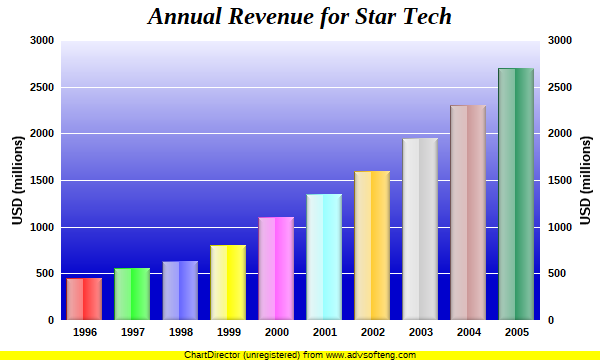 Annual Revenue for Star Tech
3000
2500
2000
1500
1000
500
0
USD (millions)
3000
2500
2000
1500
1000
500
0
USD (millions)
1996 1997 1998 1999 2000 2001 2002 2003 2004 2005
ChartDirector (unregistered) from www.advsofteng.com